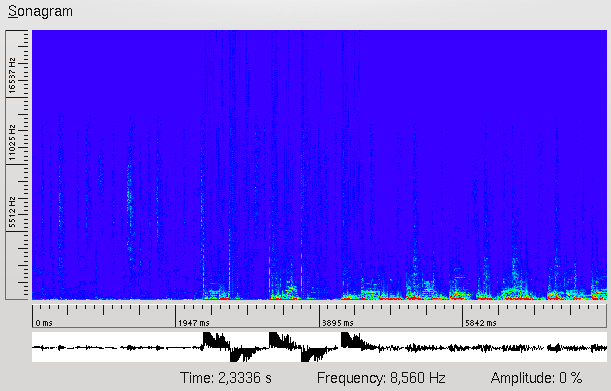 Sonagram
16537 Hz
11025 Hz
5512 Hz
0 ms
1947 ms
3895 ms
5842 ms
Time: 2,3336 s
Frequency: 8,560 Hz
Amplitude: 0 %